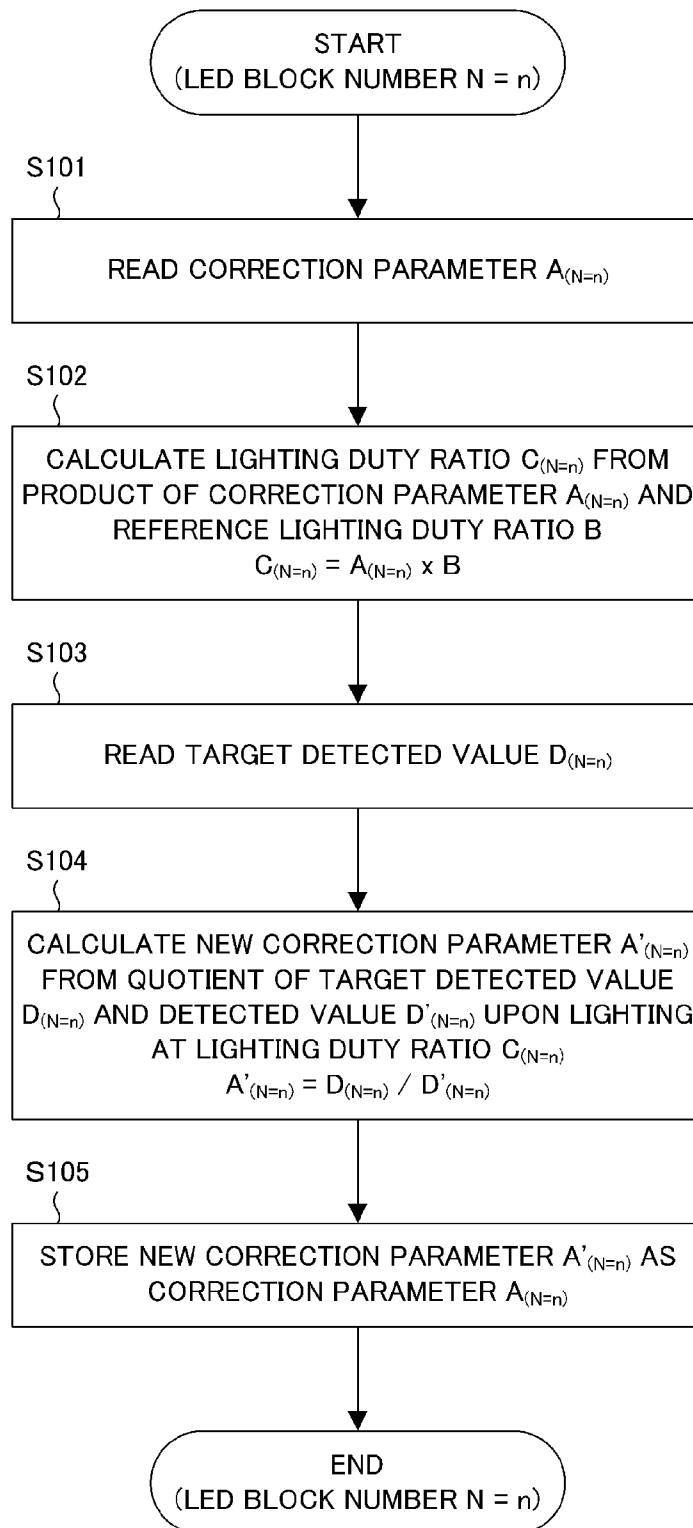 START
(LED BLOCK NUMBER N = n)
S101
READ CORRECTION PARAMETER A(N=n)
S102
CALCULATE LIGHTING DUTY RATIO C(N=n) FROM
PRODUCT OF CORRECTION PARAMETER A(N=n) AND
REFERENCE LIGHTING DUTY RATIO B
C(N=n) = A(N=n) x B
S103
READ TARGET DETECTED VALUE D(N=n)
S104
CALCULATE NEW CORRECTION PARAMETER A'(N=n)
FROM QUOTIENT OF TARGET DETECTED VALUE
D(N=n) AND DETECTED VALUE D'(N=n) UPON LIGHTING
AT LIGHTING DUTY RATIO C(N=n)
A'(N=n) = D(N=n) / D'(N=n)
S105
STORE NEW CORRECTION PARAMETER A'(N=n) AS
CORRECTION PARAMETER A(N=n)
END
(LED BLOCK NUMBER N = n)